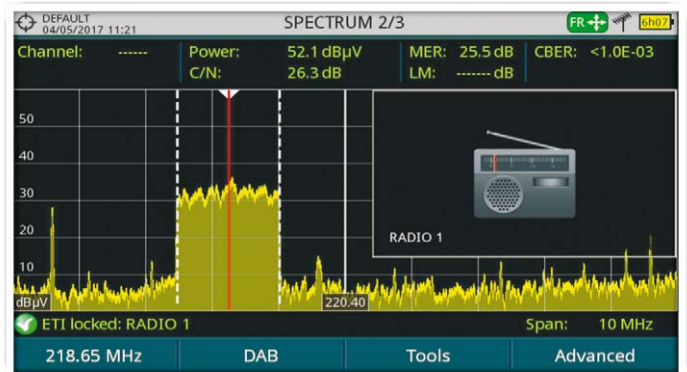 DEFAULT
04/05/2017 11:21
SPECTRUM 2/3
FR
6h07
Channel: ------
Power: 52.1 dBµV
MER: 25.5 dB
CBER: <1.0E-03
C/N: 26.3 dB
LM: ------- dB
50
40
30
20
10
dBµV
220.40
RADIO 1
ETI locked: RADIO 1
Span: 10 MHz
218.65 MHz
DAB
Tools
Advanced